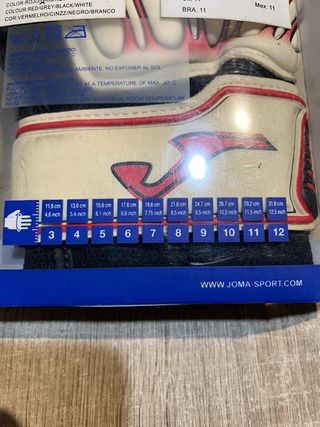 COLOUR:RED/GREY/BLACK/WHITE
COR:VERMELHO/CINZZ/NEGRO/BRANCO
BRA: 11
Mex: 11
AMBIENTE, NO EXPONER AL SOL
AT A TEMPERATURE OF MAX. 30°C
AT NORMAL ROOM TEMPERATURE
11,6 cm 13,6 cm 15,6 cm 17,6 cm 19,6 cm 21,6 cm 24,7 cm 26,7 cm 29,2 cm 31,8 cm
4.6 inch 5.4 inch 6.1 inch 6.9 inch 7.75 inch 8.5 inch 9.5 inch 10,5 inch 11,5 inch 12,5 inch
3 4 5 6 7 8 9 10 11 12
WWW.JOMA-SPORT.COM